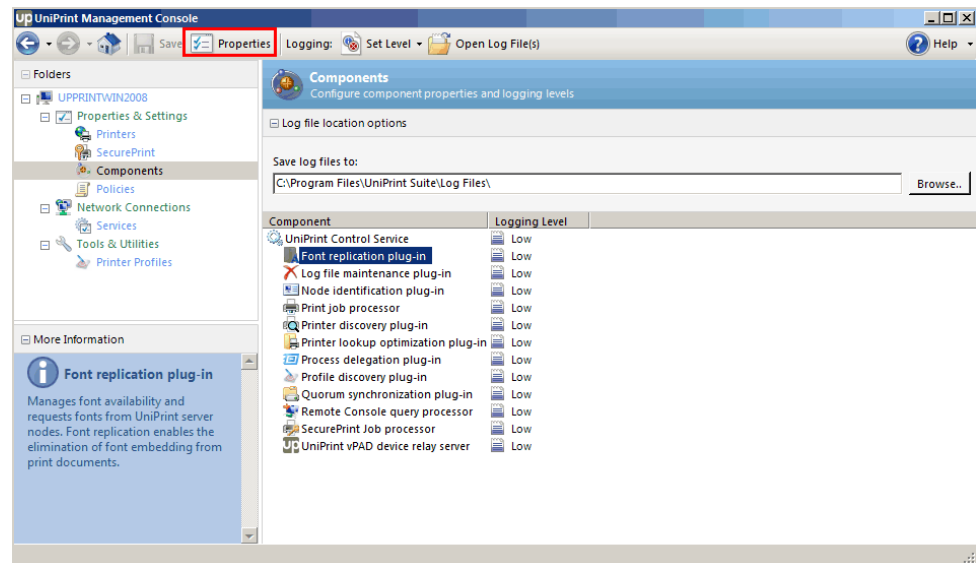 UP UniPrint Management Console
Save Properties Logging: Set Level Open Log File(s) Help
Folders
UPPRINTWIN2008
Properties & Settings
Printers
SecurePrint
Components
Policies
Network Connections
Services
Tools & Utilities
Printer Profiles
More Information
Font replication plug-in
Manages font availability and
requests fonts from UniPrint server
nodes. Font replication enables the
elimination of font embedding from
print documents.
Components
Configure component properties and logging levels
Log file location options
Save log files to:
C:\Program Files\UniPrint Suite\Log Files\ Browse..
Component Logging Level
UniPrint Control Service Low
Font replication plug-in Low
Log file maintenance plug-in Low
Node identification plug-in Low
Print job processor Low
Printer discovery plug-in Low
Printer lookup optimization plug-in Low
Process delegation plug-in Low
Profile discovery plug-in Low
Quorum synchronization plug-in Low
Remote Console query processor Low
SecurePrint Job processor Low
UP UniPrint vPAD device relay server Low